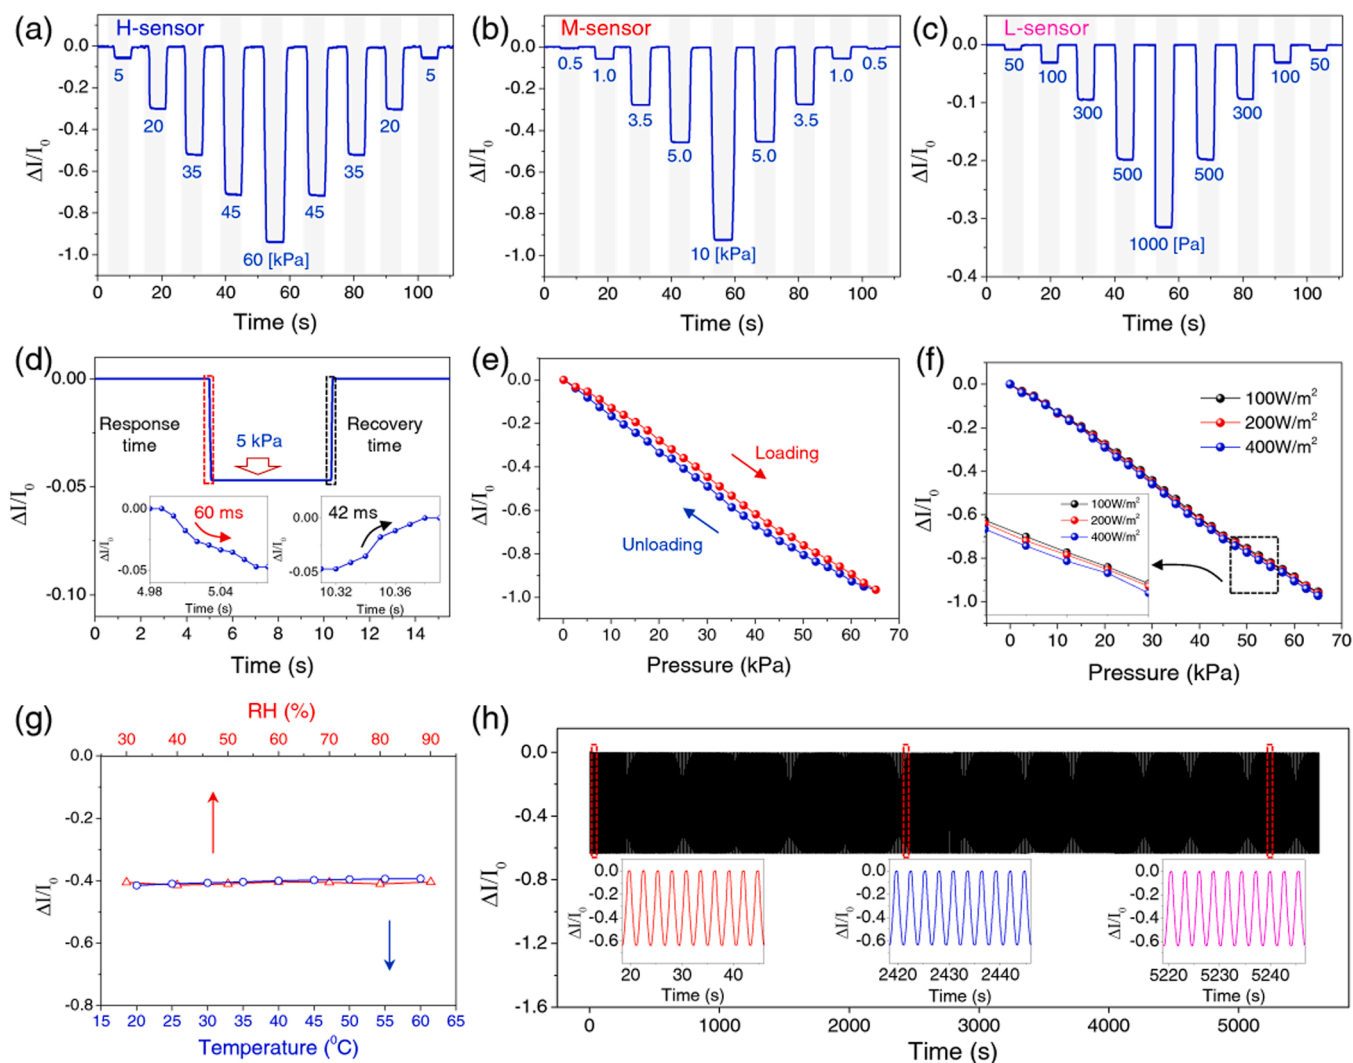 (a)
H-sensor
0.0
-0.2
-0.4
-0.6
-0.8
-1.0
ΔI/I0
5
20
35
45
60 [kPa]
45
35
20
5
0 20 40 60 80 100
Time (s)
(b)
M-sensor
0.0
-0.2
-0.4
-0.6
-0.8
-1.0
ΔI/I0
0.5
1.0
3.5
5.0
10 [kPa]
5.0
3.5
1.0
0.5
0 20 40 60 80 100
Time (s)
(c)
L-sensor
0.0
-0.1
-0.2
-0.3
-0.4
ΔI/I0
50
100
300
500
1000 [Pa]
500
300
100
50
0 20 40 60 80 100
Time (s)
(d)
0.00
-0.05
-0.10
ΔI/I0
Response
time
5 kPa
Recovery
time
0.00
-0.05
ΔI/I0
60 ms
4.98 5.04
Time (s)
0.00
-0.05
ΔI/I0
42 ms
10.32 10.36
Time (s)
0 2 4 6 8 10 12 14
Time (s)
(e)
0.0
-0.2
-0.4
-0.6
-0.8
-1.0
ΔI/I0
Loading
Unloading
0 10 20 30 40 50 60 70
Pressure (kPa)
(f)
0.0
-0.2
-0.4
-0.6
-0.8
-1.0
ΔI/I0
100W/m²
200W/m²
400W/m²
100W/m²
200W/m²
400W/m²
0 10 20 30 40 50 60 70
Pressure (kPa)
(g)
RH (%)
30 40 50 60 70 80 90
0.0
-0.2
-0.4
-0.6
-0.8
ΔI/I0
15 20 25 30 35 40 45 50 55 60 65
Temperature (⁰C)
(h)
0.0
-0.3
-0.6
-0.9
-1.2
-1.6
ΔI/I0
0.0
-0.2
-0.4
-0.6
ΔI/I0
20 30 40
Time (s)
0.0
-0.2
-0.4
-0.6
ΔI/I0
2420 2430 2440
Time (s)
0.0
-0.2
-0.4
-0.6
ΔI/I0
5220 5230 5240
Time (s)
0 1000 2000 3000 4000 5000
Time (s)